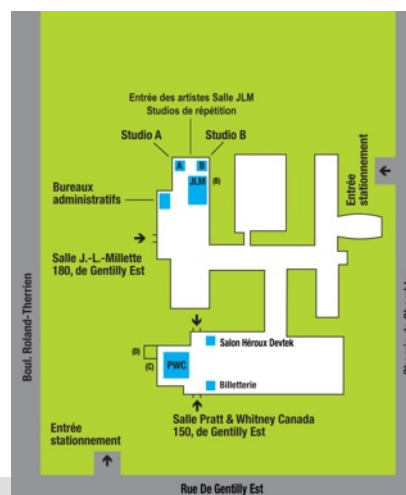 Entrée des artistes Salle JLM
Studios de répétition
Studio A
Studio B
A
B
JLM
(B)
Bureaux
administratifs
Entrée
stationnement
Salle J.-L.-Millette
180, de Gentilly Est
Boul. Roland-Therrien
(D)
(C)
PWC
Salon Héroux Devtek
Billetterie
Salle Pratt & Whitney Canada
150, de Gentilly Est
Entrée
stationnement
Rue De Gentilly Est